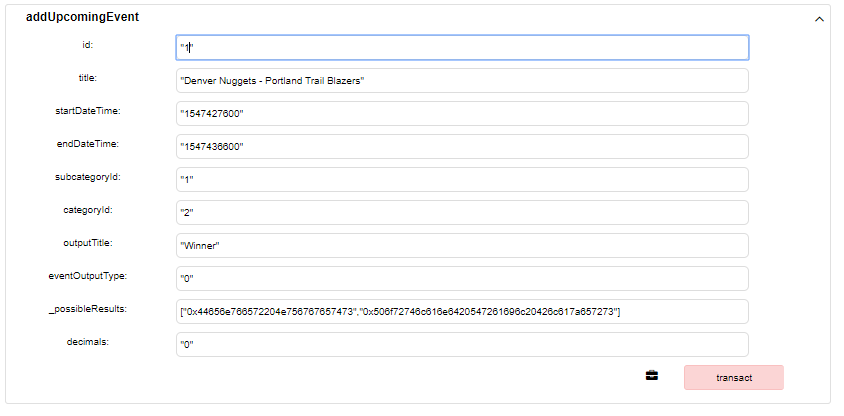 addUpcomingEvent
id: "1"
title: "Denver Nuggets - Portland Trail Blazers"
startDateTime: "1547427600"
endDateTime: "1547436600"
subcategoryId: "1"
categoryId: "2"
outputTitle: "Winner"
eventOutputType: "0"
_possibleResults: ["0x44656e766572204e756767657473","0x506f72746c616e6420547261696c20426c617a657273"]
decimals: "0"
transact